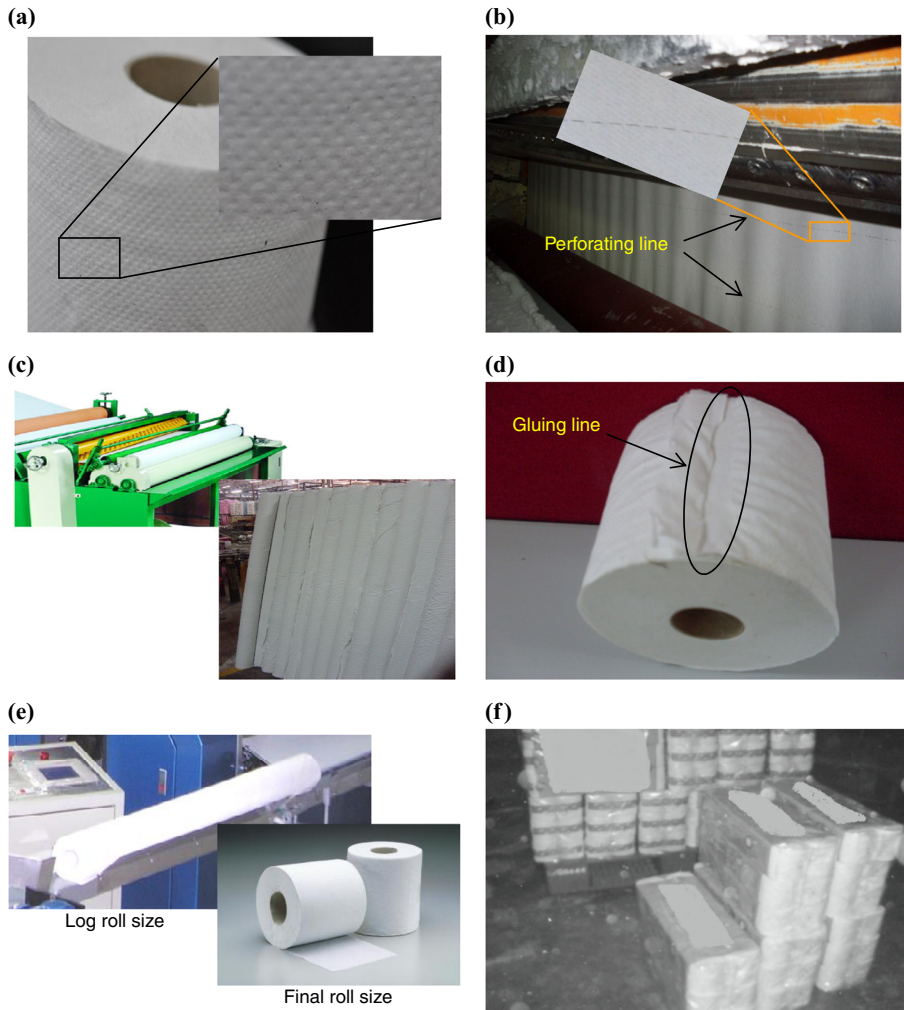 (a)
(b)
Perforating line
(c)
(d)
Gluing line
(e)
Log roll size
Final roll size
(f)